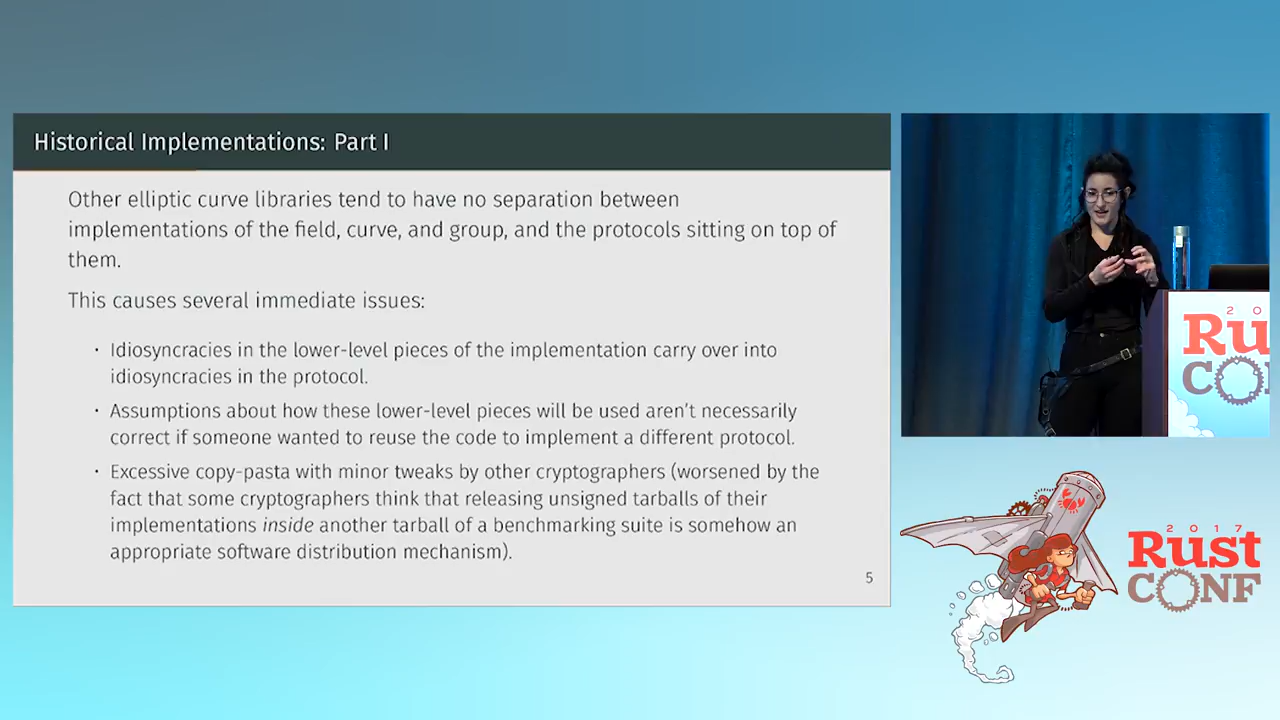 Historical Implementations: Part I
Other elliptic curve libraries tend to have no separation between
implementations of the field, curve, and group, and the protocols sitting on top of
them.
This causes several immediate issues:
· Idiosyncracies in the lower-level pieces of the implementation carry over into
idiosyncracies in the protocol.
· Assumptions about how these lower-level pieces will be used aren't necessarily
correct if someone wanted to reuse the code to implement a different protocol.
· Excessive copy-pasta with minor tweaks by other cryptographers (worsened by the
fact that some cryptographers think that releasing unsigned tarballs of their
implementations inside another tarball of a benchmarking suite is somehow an
appropriate software distribution mechanism).
5
2 0
Ru
CO
2017
Rust
CONF